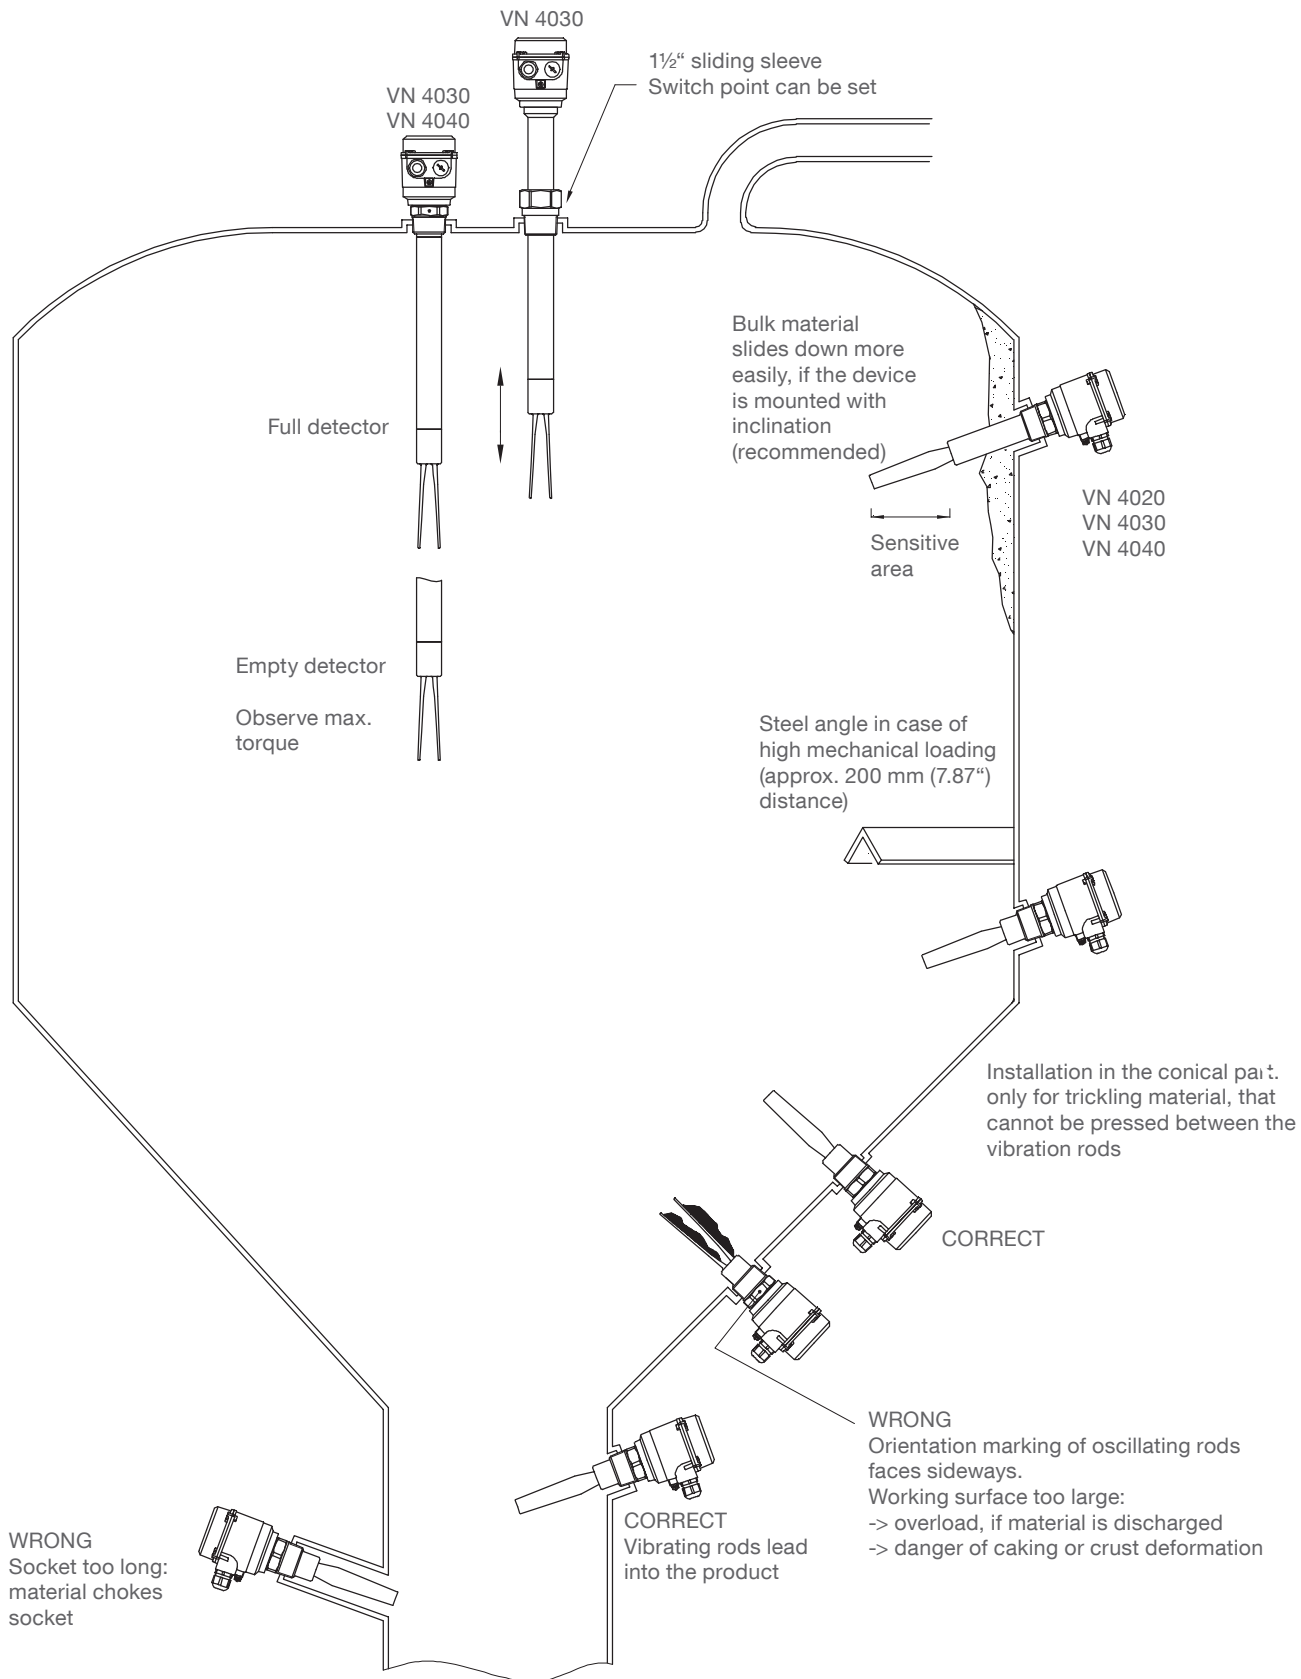 VN 4030
1½“ sliding sleeve
Switch point can be set
VN 4030
VN 4040
Bulk material
slides down more
easily, if the device
is mounted with
inclination
(recommended)
Full detector
VN 4020
VN 4030
VN 4040
Sensitive
area
Empty detector
Observe max.
torque
Steel angle in case of
high mechanical loading
(approx. 200 mm (7.87“)
distance)
Installation in the conical part.
only for trickling material, that
cannot be pressed between the
vibration rods
CORRECT
WRONG
Orientation marking of oscillating rods
faces sideways.
Working surface too large:
-> overload, if material is discharged
-> danger of caking or crust deformation
CORRECT
Vibrating rods lead
into the product
WRONG
Socket too long:
material chokes
socket